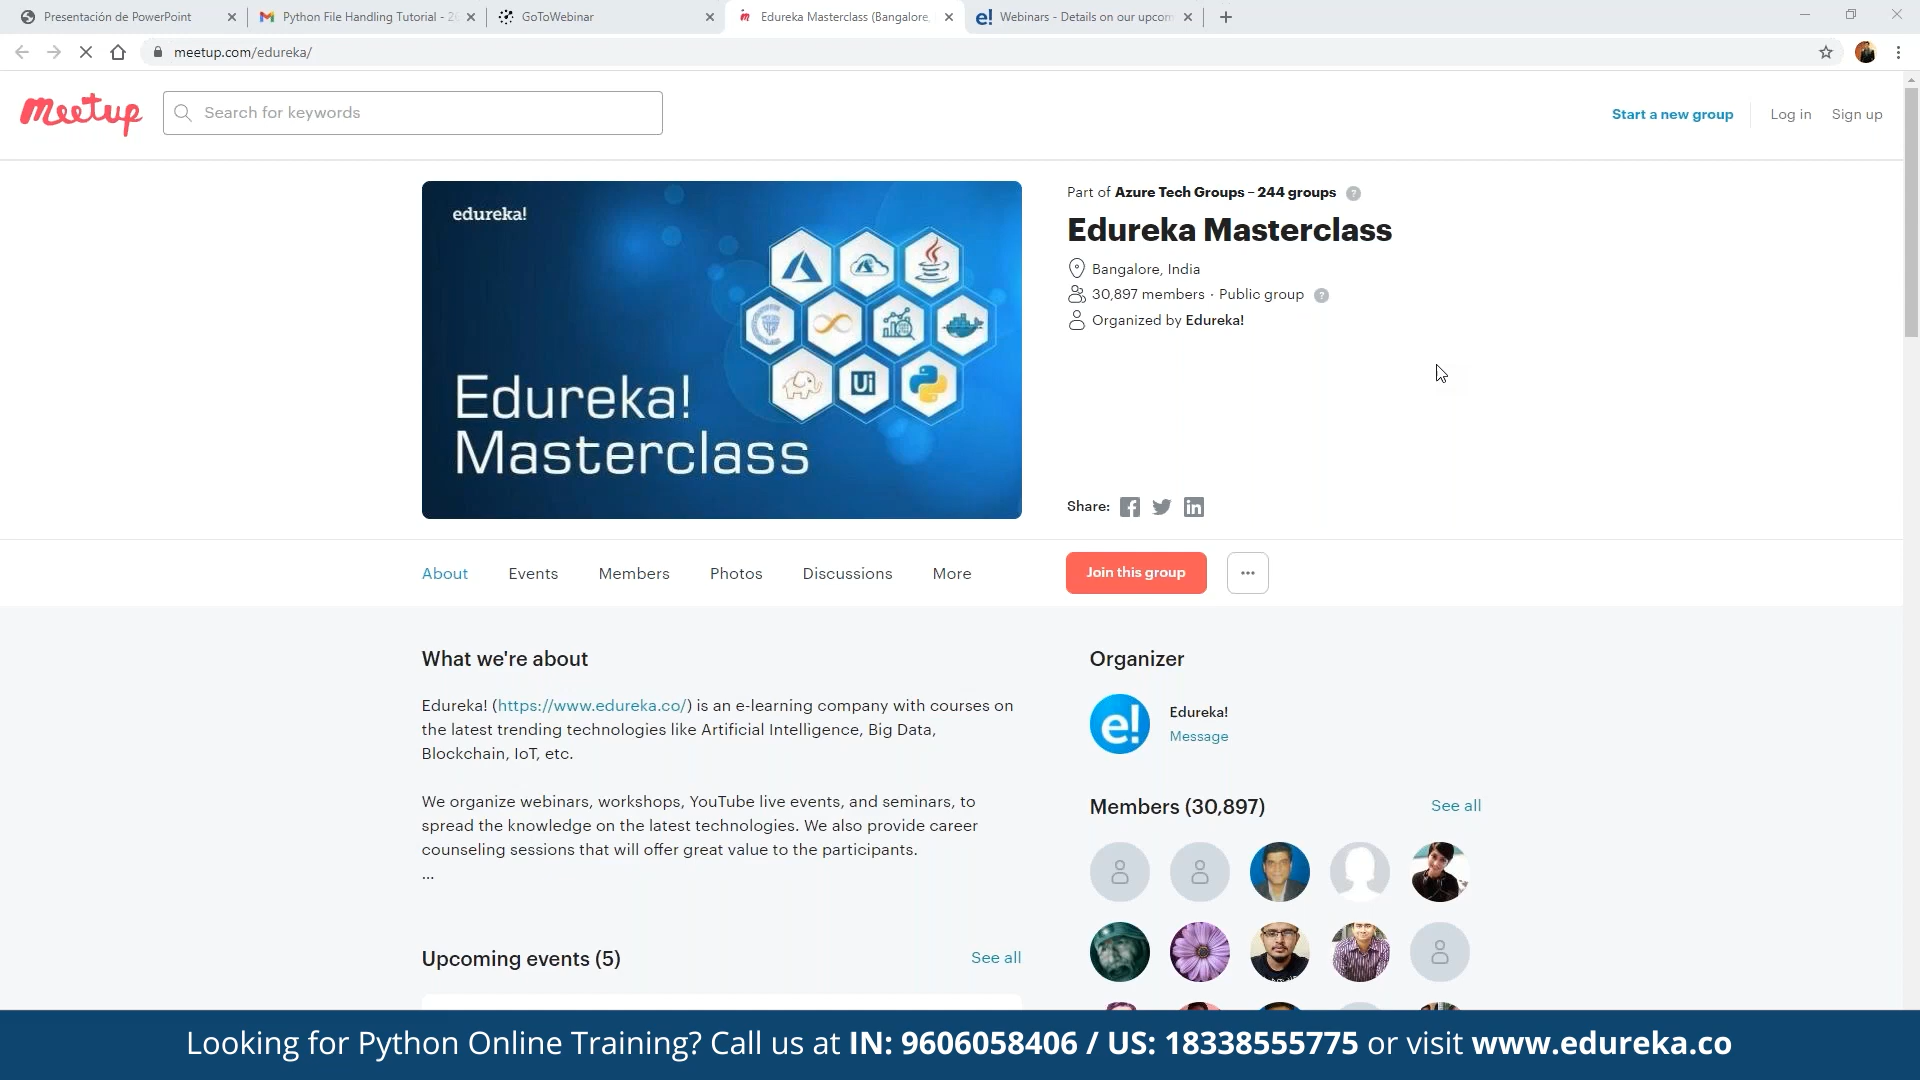 Presentación de PowerPoint
Python File Handling Tutorial - 20
GoToWebinar
Edureka Masterclass (Bangalore,
Webinars - Details on our upcom
meetup.com/edureka/
Meetup
Search for keywords
Start a new group
Log in
Sign up
edureka!
Ui
Edureka!
Masterclass
Part of Azure Tech Groups – 244 groups ?
Edureka Masterclass
Bangalore, India
30,897 members · Public group ?
Organized by Edureka!
Share:
About
Events
Members
Photos
Discussions
More
Join this group
What we're about
Edureka! (https://www.edureka.co/) is an e-learning company with courses on
the latest trending technologies like Artificial Intelligence, Big Data,
Blockchain, IoT, etc.
We organize webinars, workshops, YouTube live events, and seminars, to
spread the knowledge on the latest technologies. We also provide career
counseling sessions that will offer great value to the participants.
...
Upcoming events (5)
See all
Organizer
e!
Edureka!
Message
Members (30,897)
See all
Looking for Python Online Training? Call us at IN: 9606058406 / US: 18338555775 or visit www.edureka.co